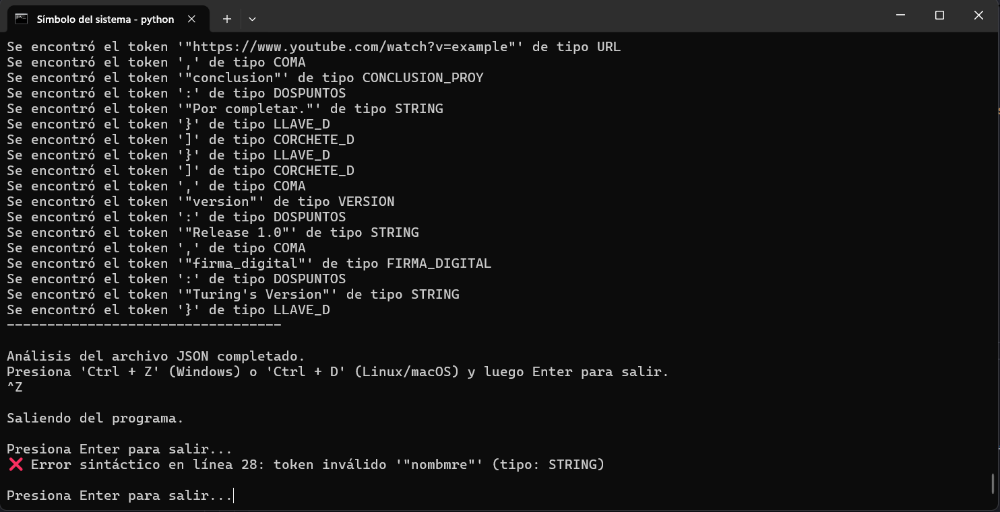 Símbolo del sistema - python
Se encontró el token '"https://www.youtube.com/watch?v=example"' de tipo URL
Se encontró el token ',' de tipo COMA
Se encontró el token '"conclusion"' de tipo CONCLUSION_PROY
Se encontró el token ':' de tipo DOSPUNTOS
Se encontró el token '"Por completar."' de tipo STRING
Se encontró el token '}' de tipo LLAVE_D
Se encontró el token ']' de tipo CORCHETE_D
Se encontró el token '}' de tipo LLAVE_D
Se encontró el token ']' de tipo CORCHETE_D
Se encontró el token ',' de tipo COMA
Se encontró el token '"version"' de tipo VERSION
Se encontró el token ':' de tipo DOSPUNTOS
Se encontró el token '"Release 1.0"' de tipo STRING
Se encontró el token ',' de tipo COMA
Se encontró el token '"firma_digital"' de tipo FIRMA_DIGITAL
Se encontró el token ':' de tipo DOSPUNTOS
Se encontró el token '"Turing's Version"' de tipo STRING
Se encontró el token '}' de tipo LLAVE_D
----------------------------------
Análisis del archivo JSON completado.
Presiona 'Ctrl + Z' (Windows) o 'Ctrl + D' (Linux/macOS) y luego Enter para salir.
^Z
Saliendo del programa.
Presiona Enter para salir...
❌ Error sintáctico en línea 28: token inválido '"nombmre"' (tipo: STRING)
Presiona Enter para salir...